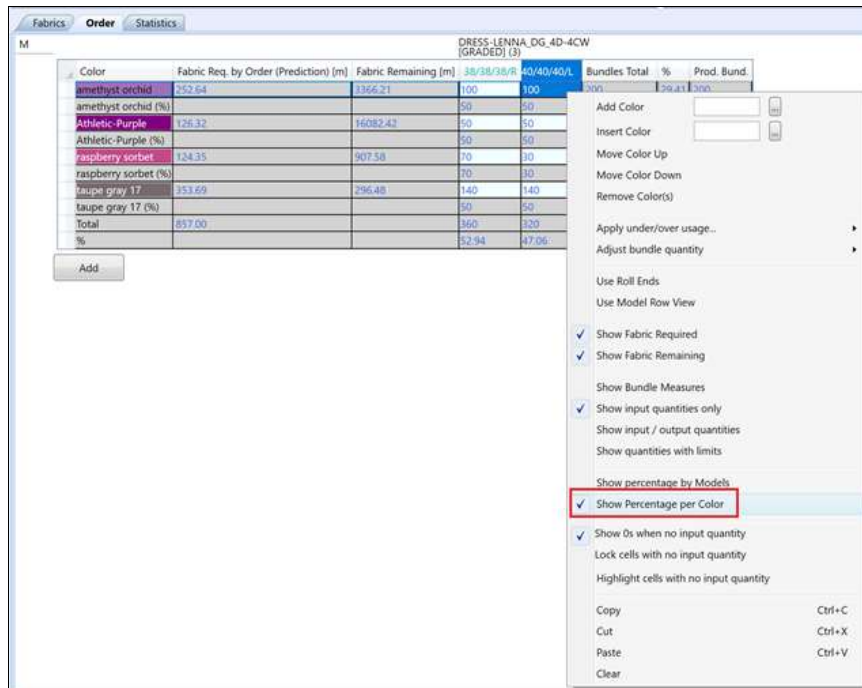 Fabrics Order Statistics
M
DRESS-LENNA_DG_4D-4CW
[GRADED] (3)
Color Fabric Req. by Order (Prediction) [m] Fabric Remaining [m] 38/38/38/R 40/40/40/L Bundles Total % Prod. Bund.
amethyst orchid 252.64 3366.21 100 100 200 29.41 200
amethyst orchid (%) 50 50
Athletic-Purple 126.32 16082.42 50 50
Athletic-Purple (%) 50 50
raspberry sorbet 124.35 907.58 70 30
raspberry sorbet (%) 70 30
taupe gray 17 353.69 296.48 140 140
taupe gray 17 (%) 50 50
Total 857.00 360 320
% 52.94 47.06
Add
Add Color ...
Insert Color ...
Move Color Up
Move Color Down
Remove Color(s)
Apply under/over usage...
Adjust bundle quantity
Use Roll Ends
Use Model Row View
Show Fabric Required
Show Fabric Remaining
Show Bundle Measures
Show input quantities only
Show input / output quantities
Show quantities with limits
Show percentage by Models
Show Percentage per Color
Show 0s when no input quantity
Lock cells with no input quantity
Highlight cells with no input quantity
Copy Ctrl+C
Cut Ctrl+X
Paste Ctrl+V
Clear